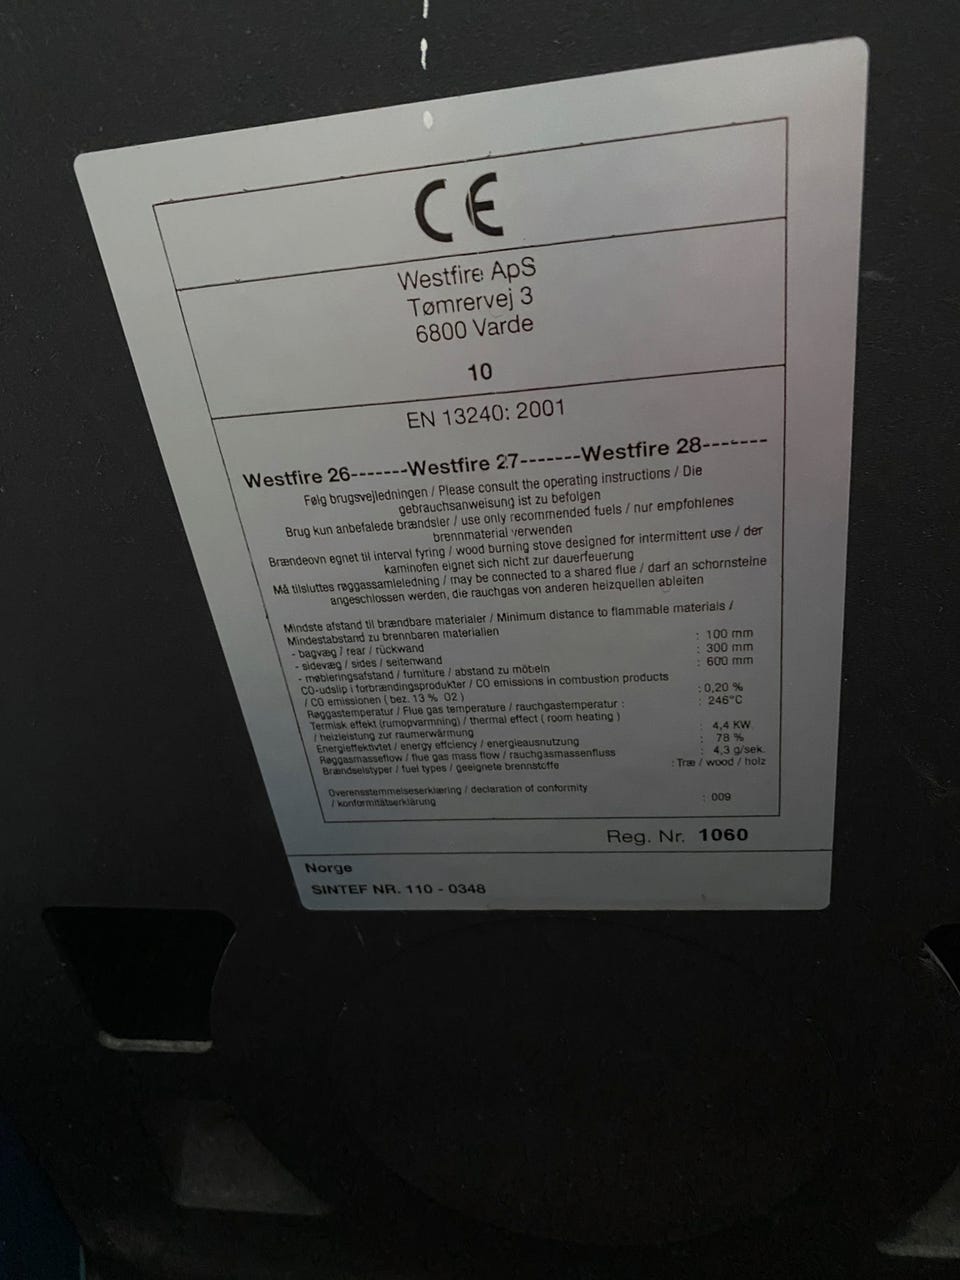 CE
Westfire ApS
Tømrervej 3
6800 Varde
10
EN 13240: 2001
Westfire 26-------Westfire 27-------Westfire 28-------
Følg brugsvejledningen / Please consult the operating instructions / Die
gebrauchsanweisung ist zu befolgen
Brug kun anbefalede brændsler / use only recommended fuels / nur empfohlenes
brennmaterial verwenden
Brændeovn egnet til interval fyring / wood burning stove designed for intermittent use / der
kaminofen eignet sich nicht zur dauerfeuerung
Må tilsluttes røggassamleledning / may be connected to a shared flue / darf an schornsteine
angeschlossen werden, die rauchgas von anderen heizquellen ableiten
Mindste afstand til brændbare materialer / Minimum distance to flammable materials /
Mindestabstand zu brennbaren materialien
- bagvæg / rear / rückwand : 100 mm
- sidevæg / sides / seitenwand : 300 mm
- møbleringsafstand / furniture / abstand zu möbeln : 600 mm
CO-udslip i forbrændingsprodukter / CO emissions in combustion products
/ CO emissionen ( bez. 13 % O2 ) : 0,20 %
Røggastemperatur / Flue gas temperature / rauchgastemperatur : : 246°C
Termisk effekt (rumopvarmning) / thermal effect ( room heating )
/ heizleistung zur raumerwärmung : 4,4 KW
Energieffektivtet / energy effciency / energieausnutzung : 78 %
Røggasmasseflow / flue gas mass flow / rauchgasmassenfluss : 4,3 g/sek.
Brændselstyper / fuel types / geeignete brennstoffe : Træ / wood / holz
Overensstemmelseserklæring / declaration of conformity
/ konformitätserklärung : 009
Reg. Nr. 1060
Norge
SINTEF NR. 110 - 0348